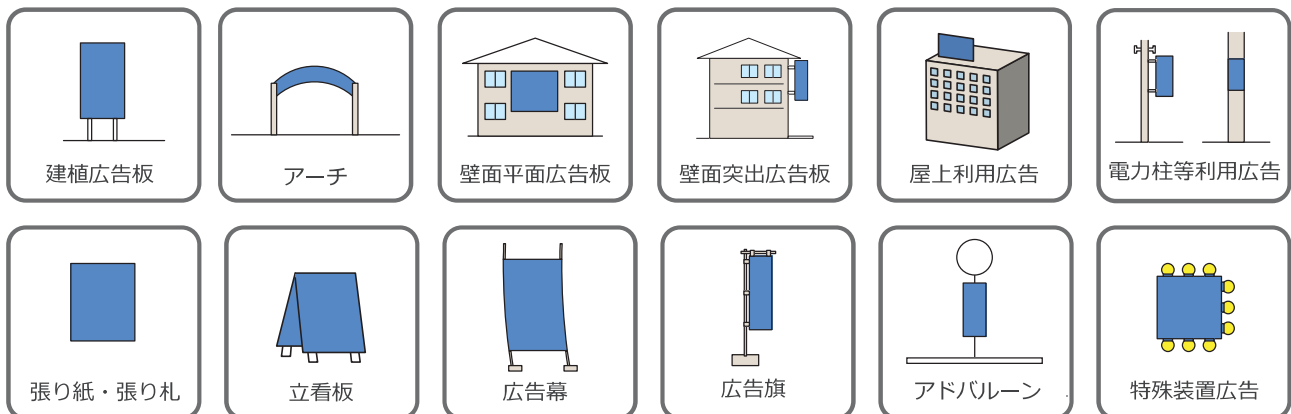 建植広告板
アーチ
壁面平面広告板
壁面突出広告板
屋上利用広告
電力柱等利用広告
張り紙・張り札
立看板
広告幕
広告旗
アドバルーン
特殊装置広告